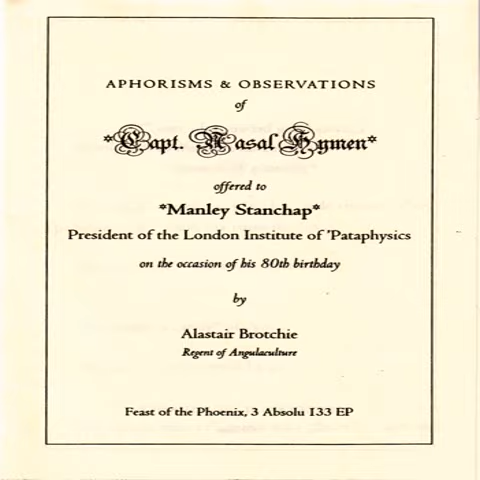 APHORISMS & OBSERVATIONS
of
*Capt. Nasal Hymen*
offered to
*Manley Stanchap*
President of the London Institute of 'Pataphysics
on the occasion of his 80th birthday
by
Alastair Brotchie
Regent of Angulaculture
Feast of the Phoenix, 3 Absolu 133 EP